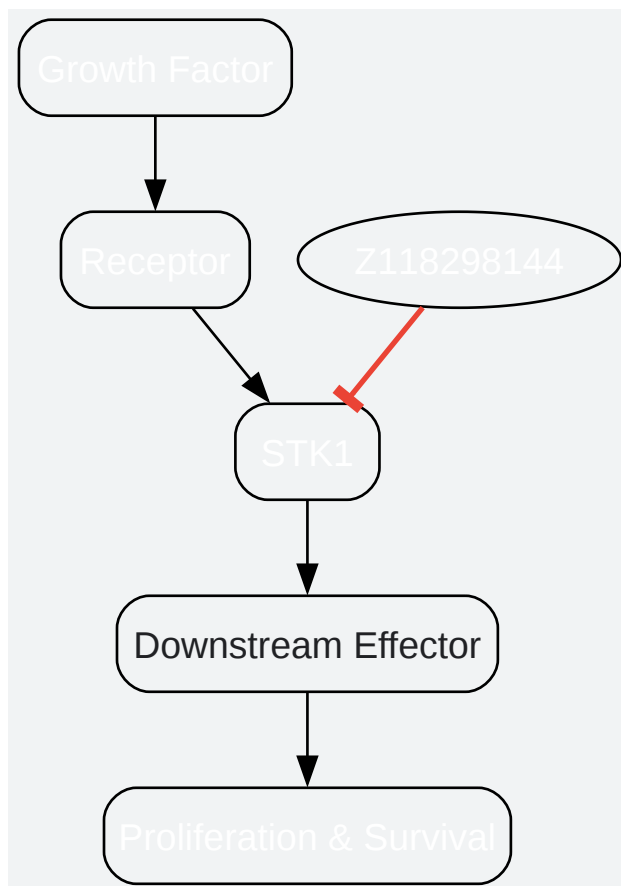 Growth Factor
Receptor
Z118298144
STK1
Downstream Effector
Proliferation & Survival